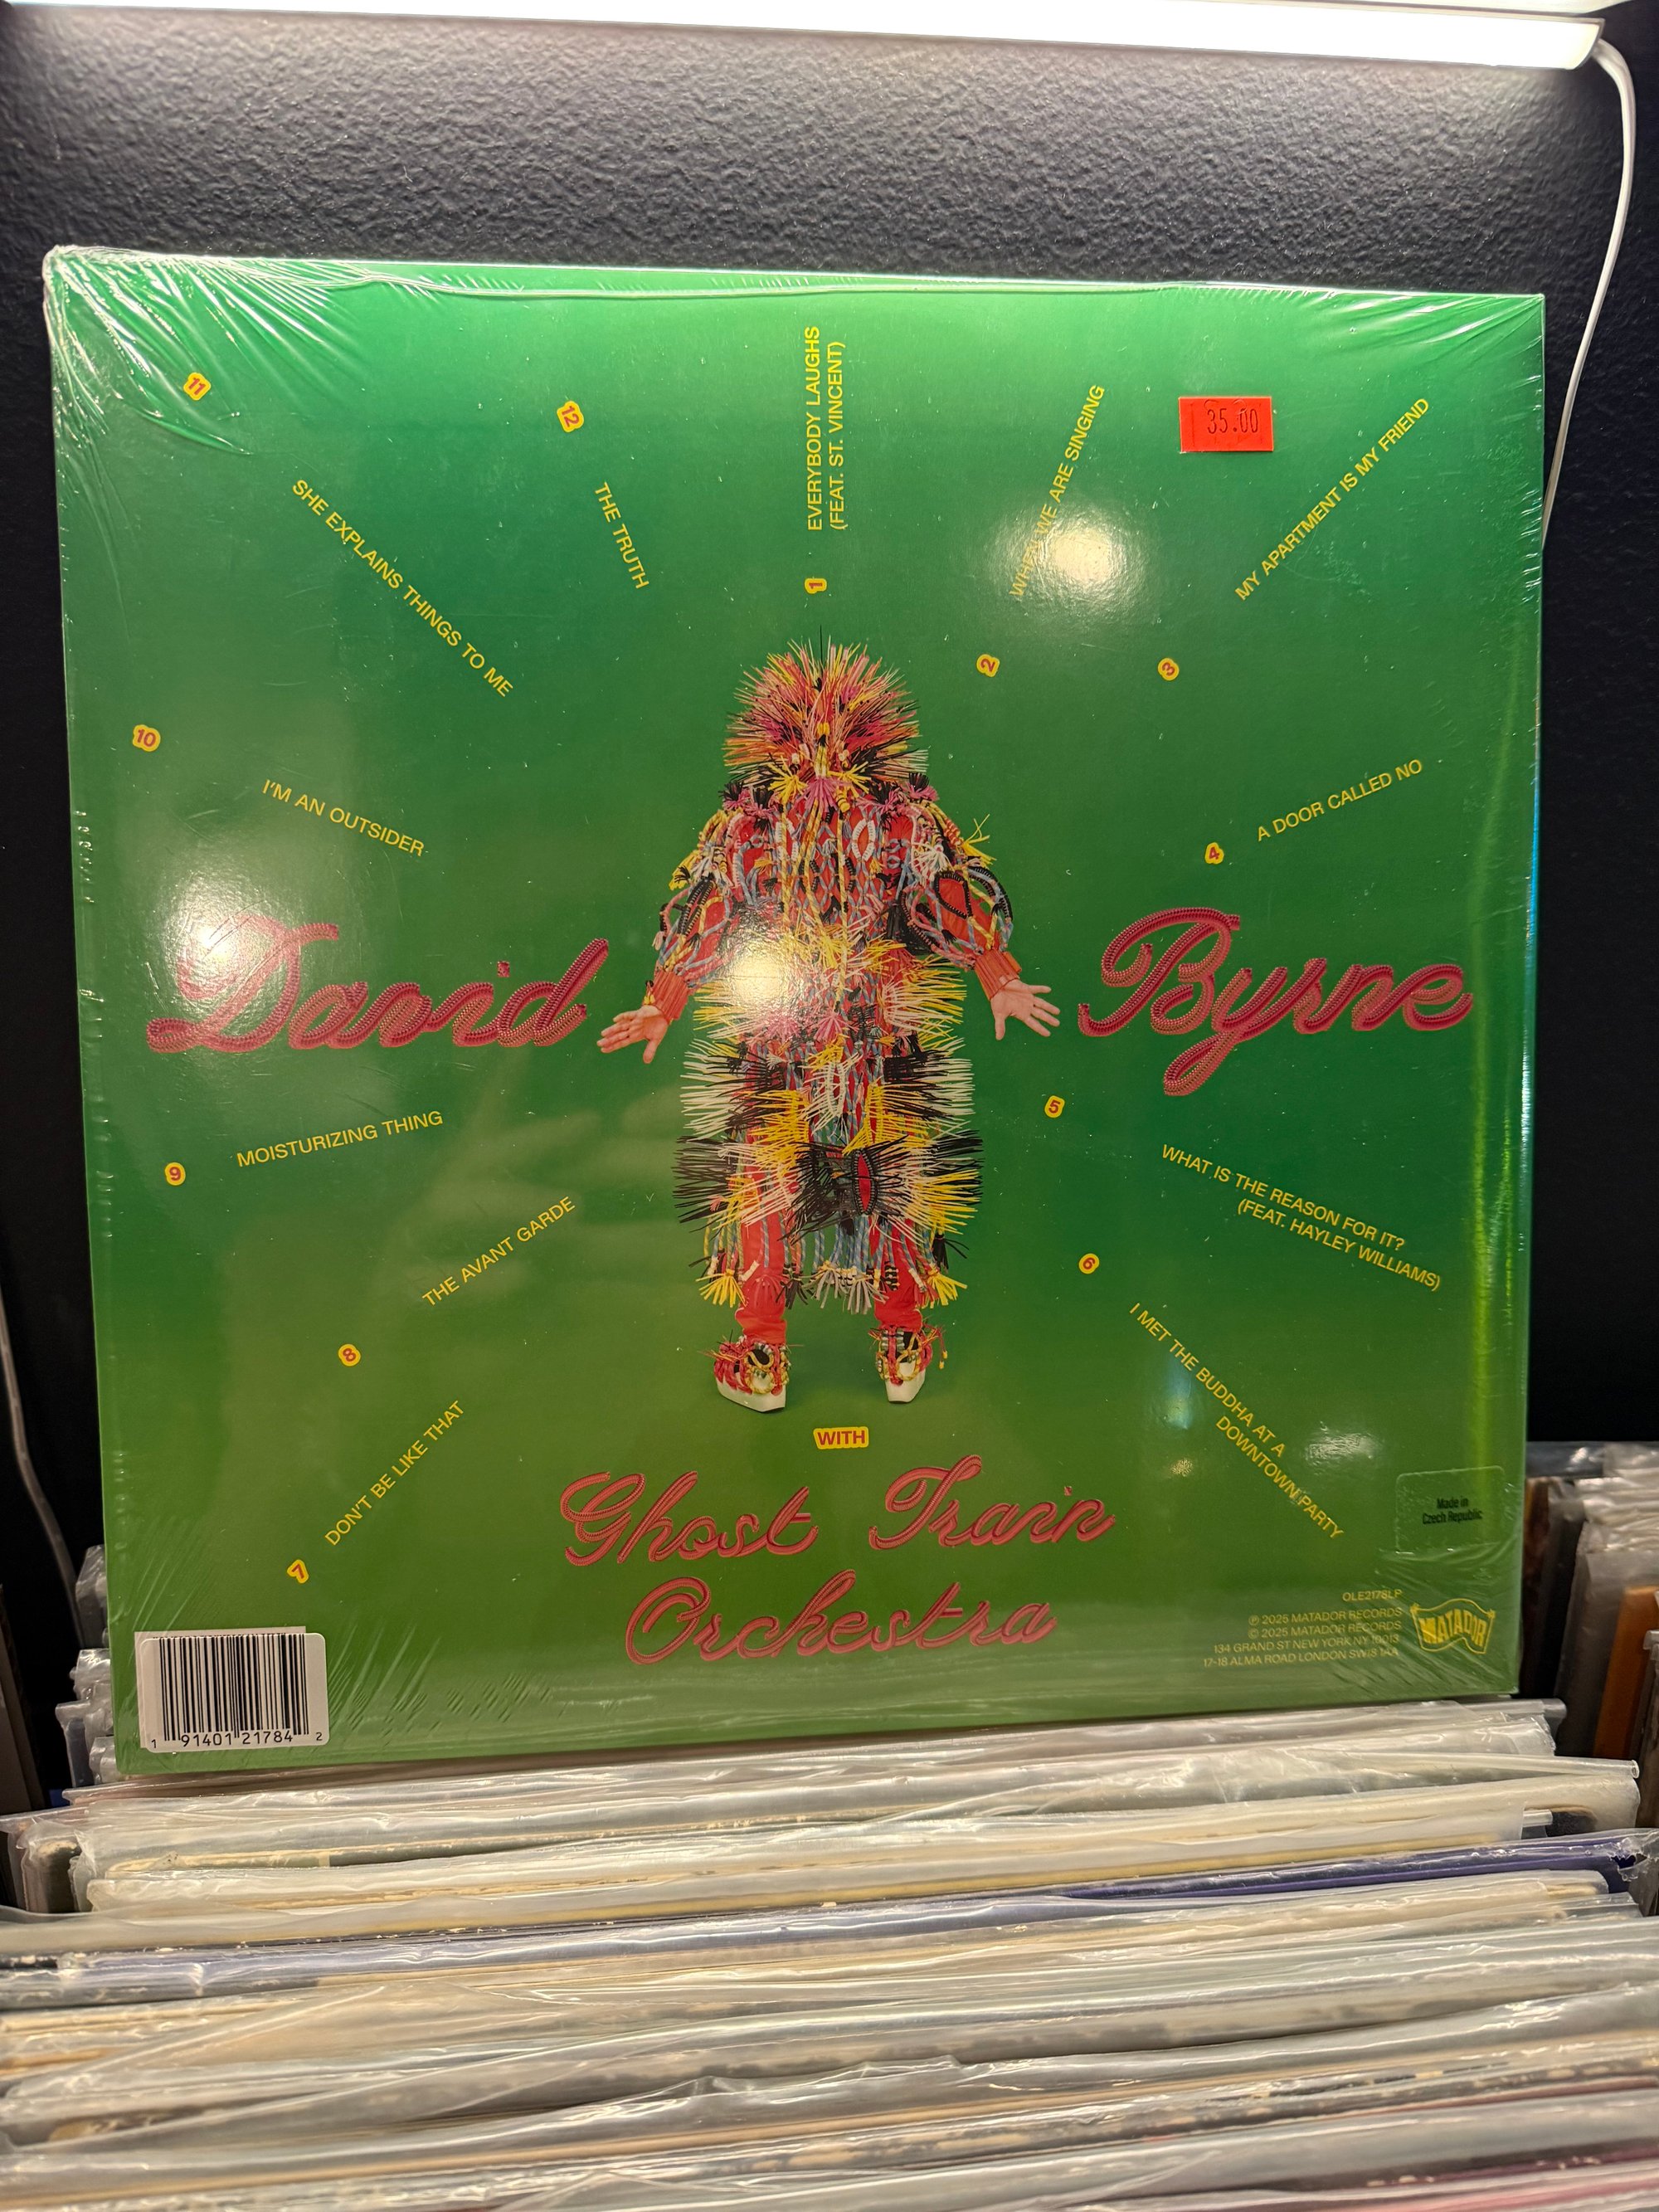 35.00
1
EVERYBODY LAUGHS
(FEAT. ST. VINCENT)
2
WHEN WE ARE SINGING
3
MY APARTMENT IS MY FRIEND
4
A DOOR CALLED NO
5
WHAT IS THE REASON FOR IT?
(FEAT. HAYLEY WILLIAMS)
6
I MET THE BUDDHA AT A
DOWNTOWN PARTY
7
DON'T BE LIKE THAT
8
THE AVANT GARDE
9
MOISTURIZING THING
10
I'M AN OUTSIDER
11
SHE EXPLAINS THINGS TO ME
12
THE TRUTH
David Byrne
WITH
Ghost Train
Orchestra
Made in
Czech Republic
OLE2178LP
℗ 2025 MATADOR RECORDS
© 2025 MATADOR RECORDS
134 GRAND ST NEW YORK NY 10013
17-18 ALMA ROAD LONDON SW18 1AA
MATADOR
1 91401 21784 2